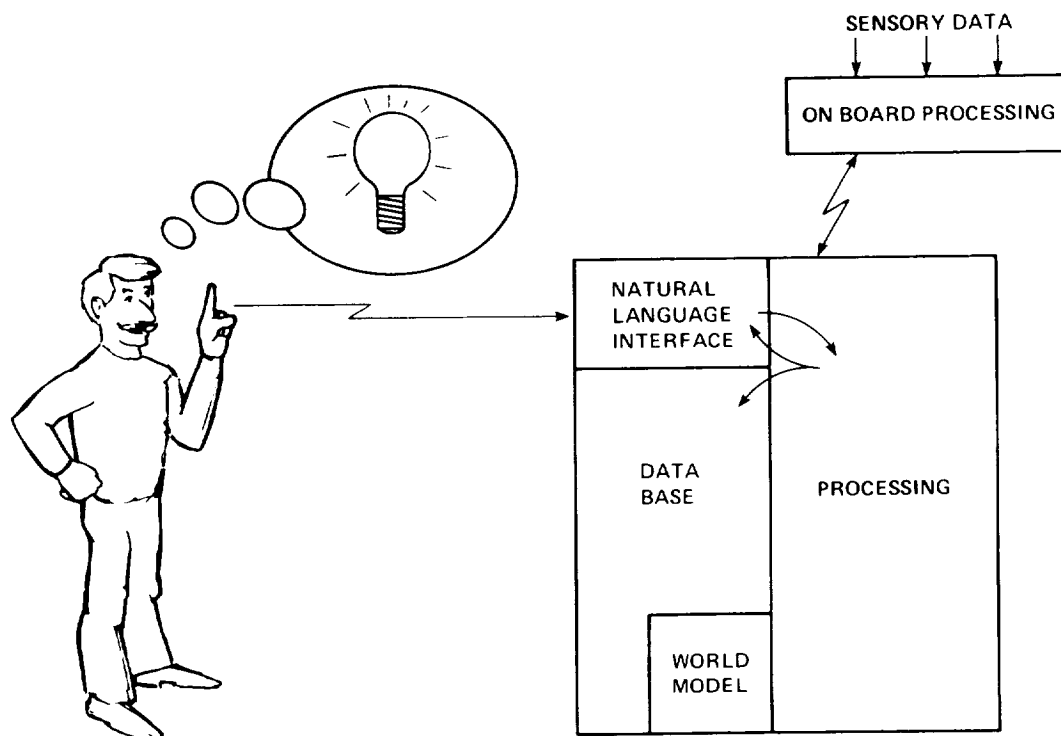 SENSORY DATA
ON BOARD PROCESSING
NATURAL
LANGUAGE
INTERFACE
DATA
BASE
PROCESSING
WORLD
MODEL